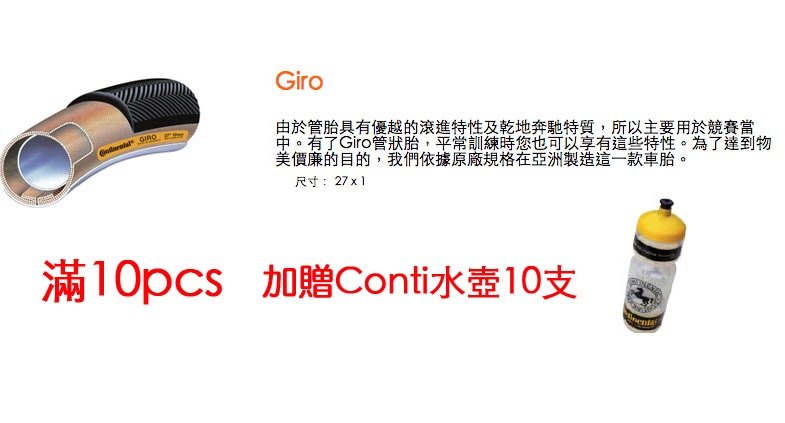 Giro
由於管胎具有優越的滾進特性及乾地奔馳特質，所以主要用於競賽當
中。有了Giro管狀胎，平常訓練時您也可以享有這些特性。為了達到物
美價廉的目的，我們依據原廠規格在亞洲製造這一款車胎。
尺寸： 27 x 1
Continental
GIRO
滿10pcs 加贈Conti水壺10支
Continental